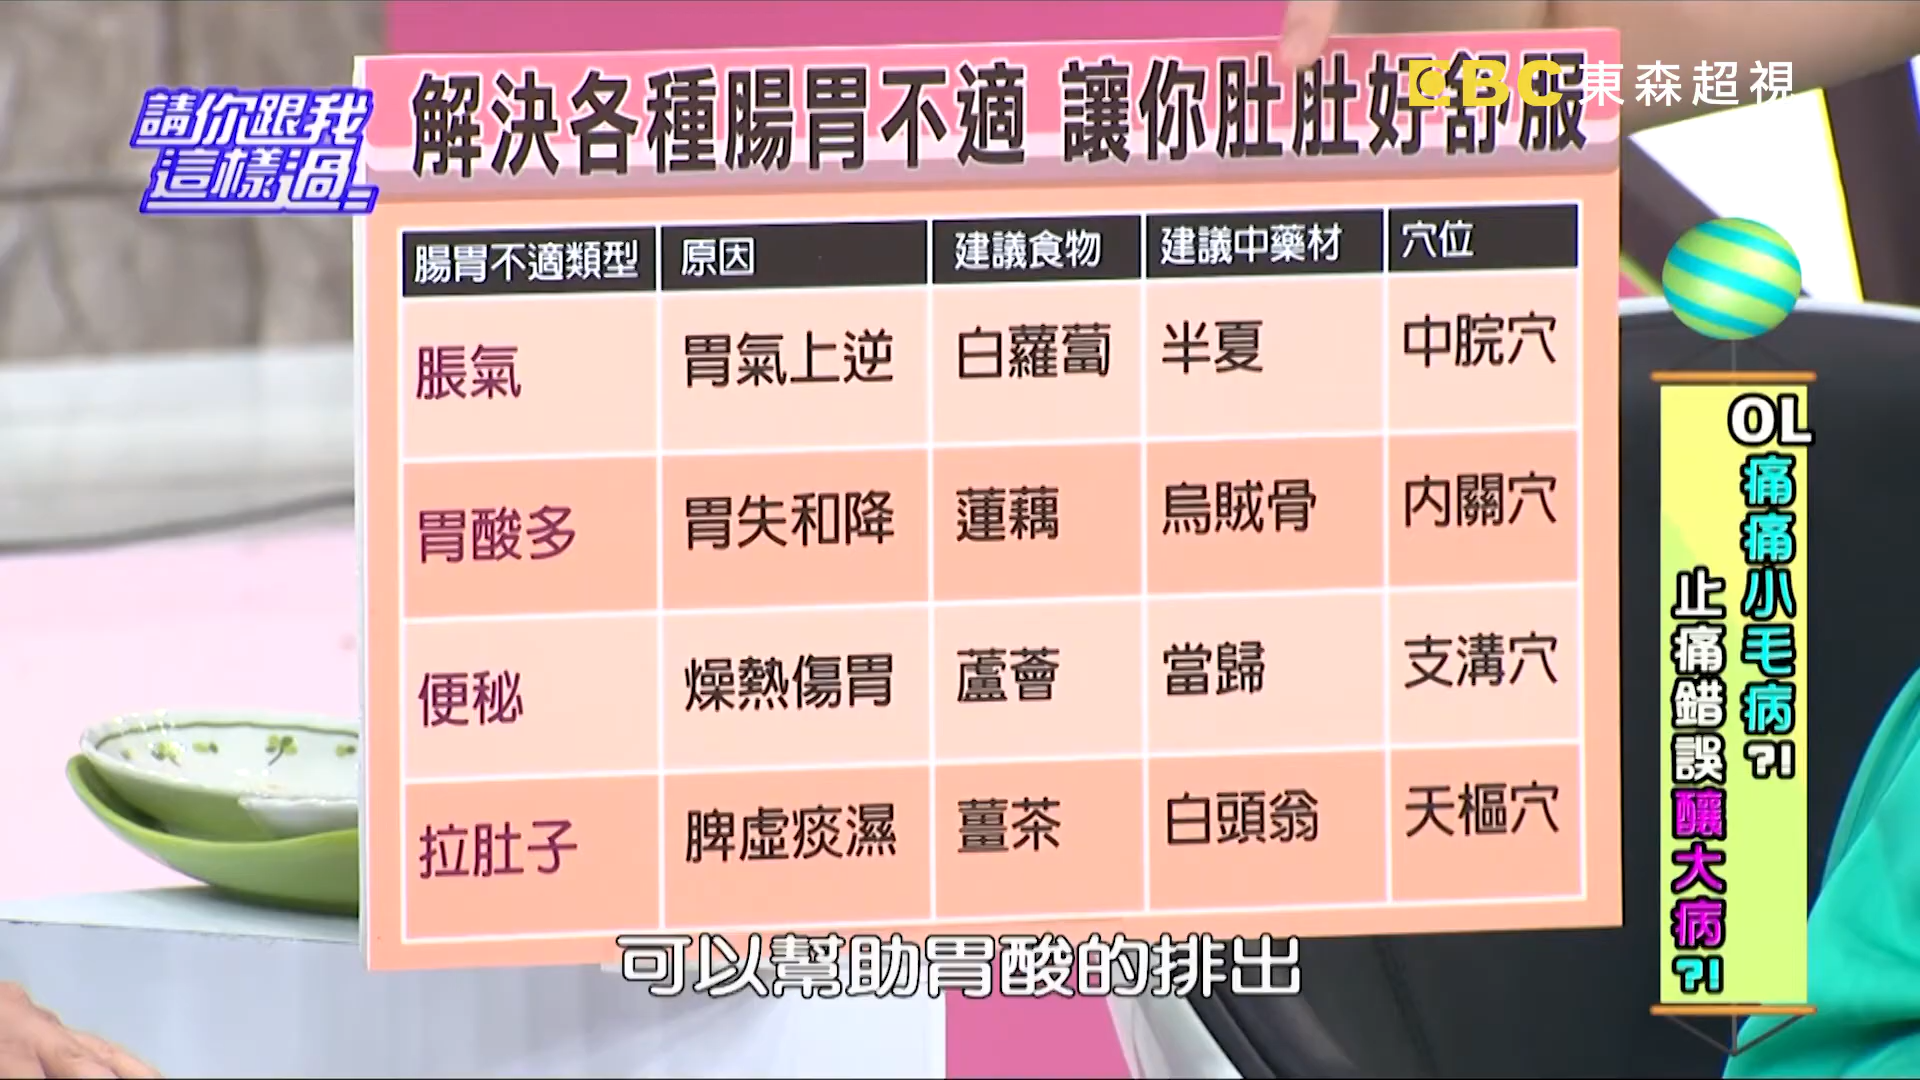 請你跟我
這樣過
解決各種腸胃不適 讓你肚肚好舒服
EBC 東森超視
腸胃不適類型 原因 建議食物 建議中藥材 穴位
脹氣 胃氣上逆 白蘿蔔 半夏 中脘穴
胃酸多 胃失和降 蓮藕 烏賊骨 內關穴
便秘 燥熱傷胃 蘆薈 當歸 支溝穴
拉肚子 脾虛痰濕 薑茶 白頭翁 天樞穴
OL痛痛小毛病?!
止痛錯誤釀大病?!
可以幫助胃酸的排出